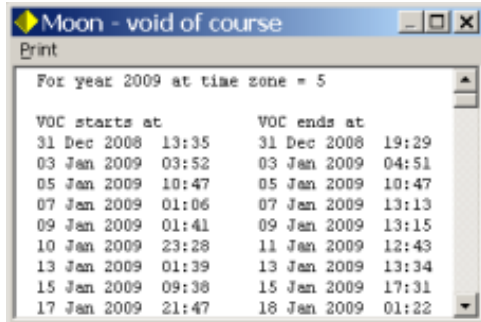 Moon - void of course
Print
For year 2009 at time zone = 5
VOC starts at VOC ends at
31 Dec 2008 13:35 31 Dec 2008 19:29
03 Jan 2009 03:52 03 Jan 2009 04:51
05 Jan 2009 10:47 05 Jan 2009 10:47
07 Jan 2009 01:06 07 Jan 2009 13:13
09 Jan 2009 01:41 09 Jan 2009 13:15
10 Jan 2009 23:28 11 Jan 2009 12:43
13 Jan 2009 01:39 13 Jan 2009 13:34
15 Jan 2009 09:38 15 Jan 2009 17:31
17 Jan 2009 21:47 18 Jan 2009 01:22